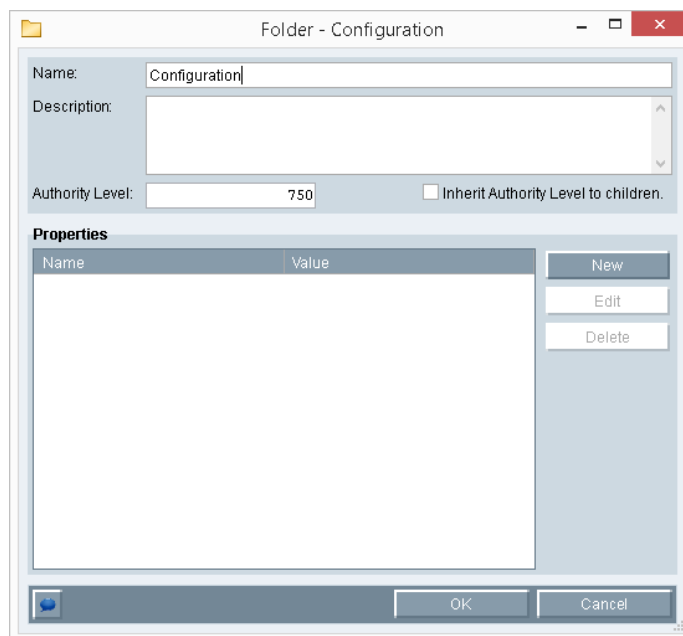 Folder - Configuration
Name: Configuration
Description:
Authority Level: 750 Inherit Authority Level to children.
Properties
Name Value
New
Edit
Delete
OK Cancel